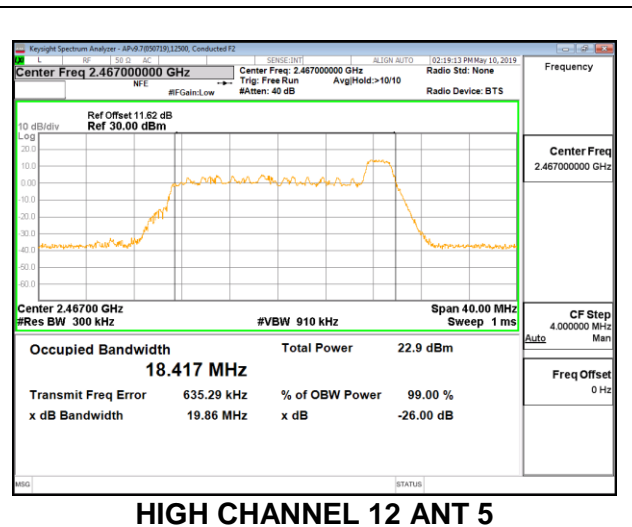 Keysight Spectrum Analyzer - APv9.7(050719),12500, Conducted F2
L RF 50 Ω AC SENSE:INT ALIGN AUTO 02:19:13 PM May 10, 2019
Center Freq 2.467000000 GHz
NFE
#IFGain:Low
Center Freq: 2.467000000 GHz
Trig: Free Run Avg|Hold:>10/10
#Atten: 40 dB
Radio Std: None
Radio Device: BTS
Frequency
Ref Offset 11.62 dB
10 dB/div Ref 30.00 dBm
Log
20.0
10.0
0.00
-10.0
-20.0
-30.0
-40.0
-50.0
-60.0
Center 2.46700 GHz Span 40.00 MHz
#Res BW 300 kHz #VBW 910 kHz Sweep 1 ms
Occupied Bandwidth Total Power 22.9 dBm
18.417 MHz
Transmit Freq Error 635.29 kHz % of OBW Power 99.00 %
x dB Bandwidth 19.86 MHz x dB -26.00 dB
Center Freq
2.467000000 GHz
CF Step
4.000000 MHz
Auto Man
Freq Offset
0 Hz
MSG STATUS
HIGH CHANNEL 12 ANT 5